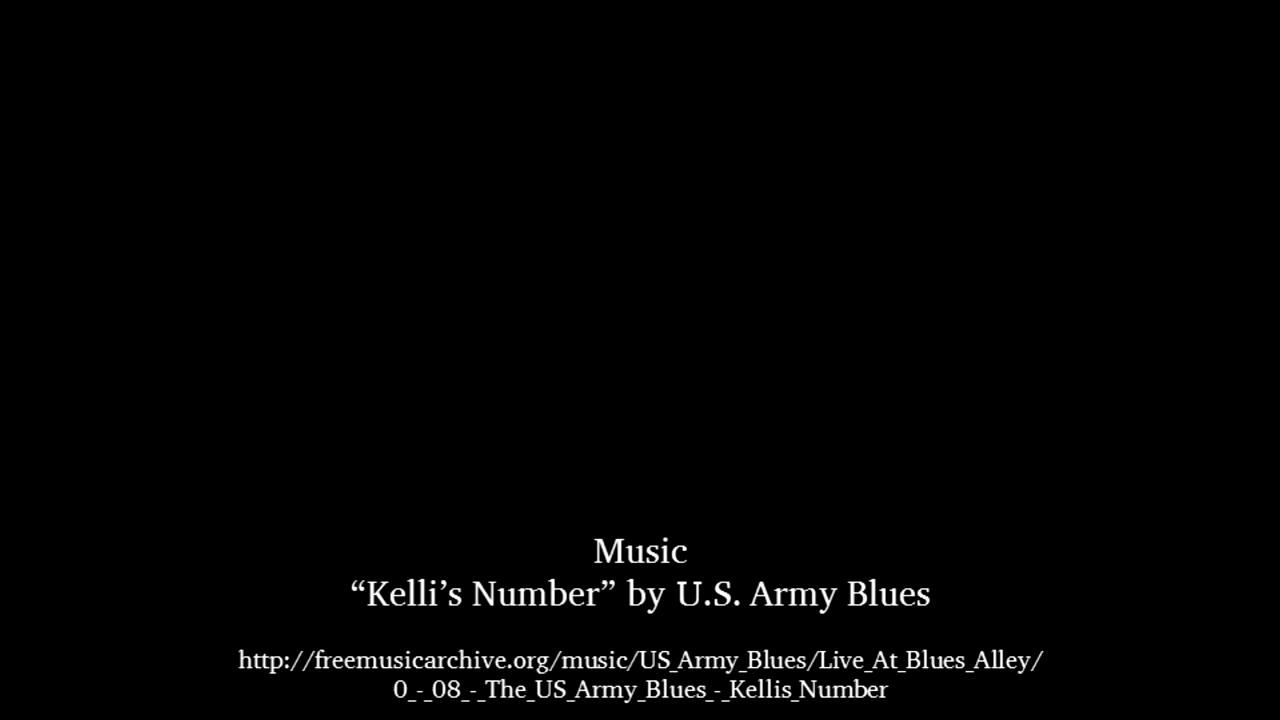 Music
“Kelli’s Number” by U.S. Army Blues
http://freemusicarchive.org/music/US_Army_Blues/Live_At_Blues_Alley/
0_-_08_-_The_US_Army_Blues_-_Kellis_Number